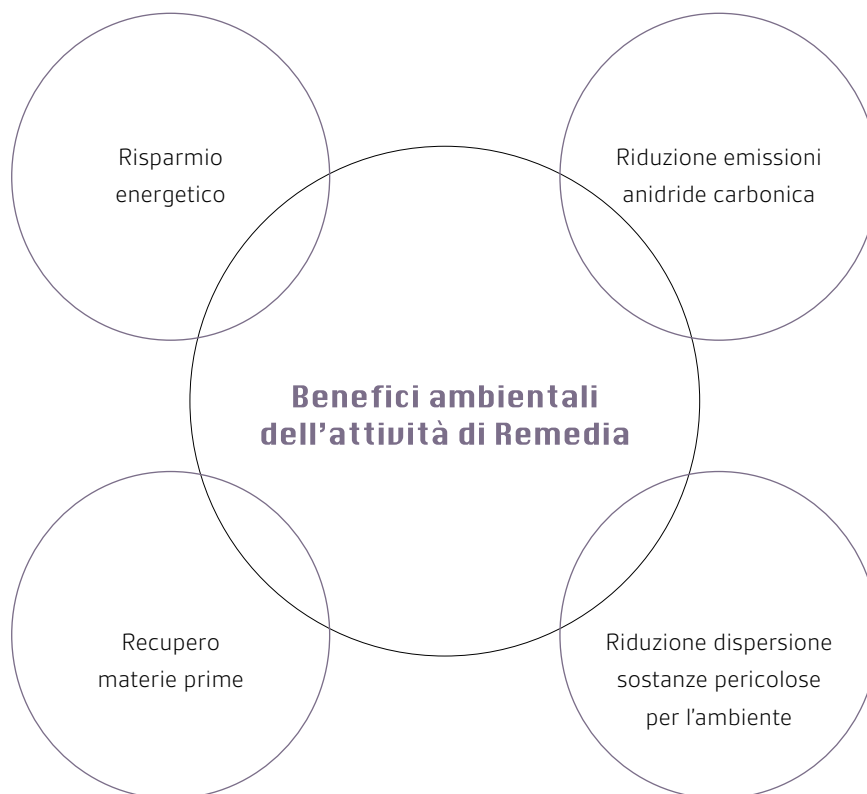 Risparmio
energetico
Riduzione emissioni
anidride carbonica
Benefici ambientali
dell'attività di Remedia
Recupero
materie prime
Riduzione dispersione
sostanze pericolose
per l'ambiente